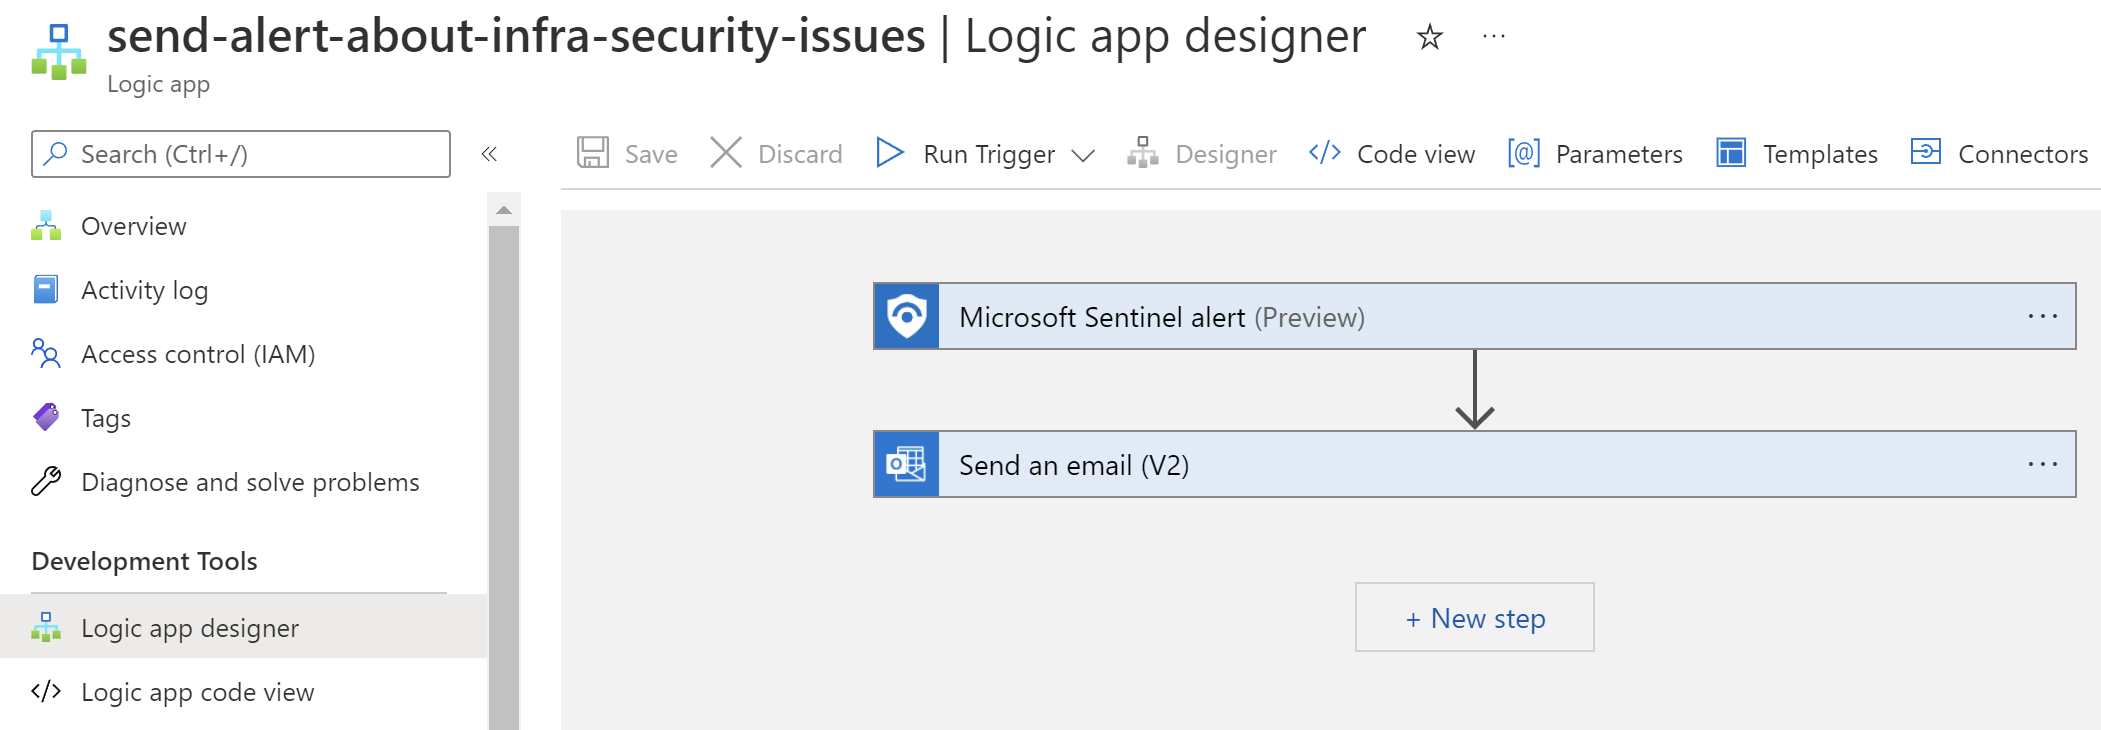 send-alert-about-infra-security-issues | Logic app designer
Logic app
Search (Ctrl+/)
Save Discard Run Trigger Designer </> Code view [@] Parameters Templates Connectors
Overview
Activity log
Access control (IAM)
Tags
Diagnose and solve problems
Development Tools
Logic app designer
</> Logic app code view
Microsoft Sentinel alert (Preview)
Send an email (V2)
+ New step